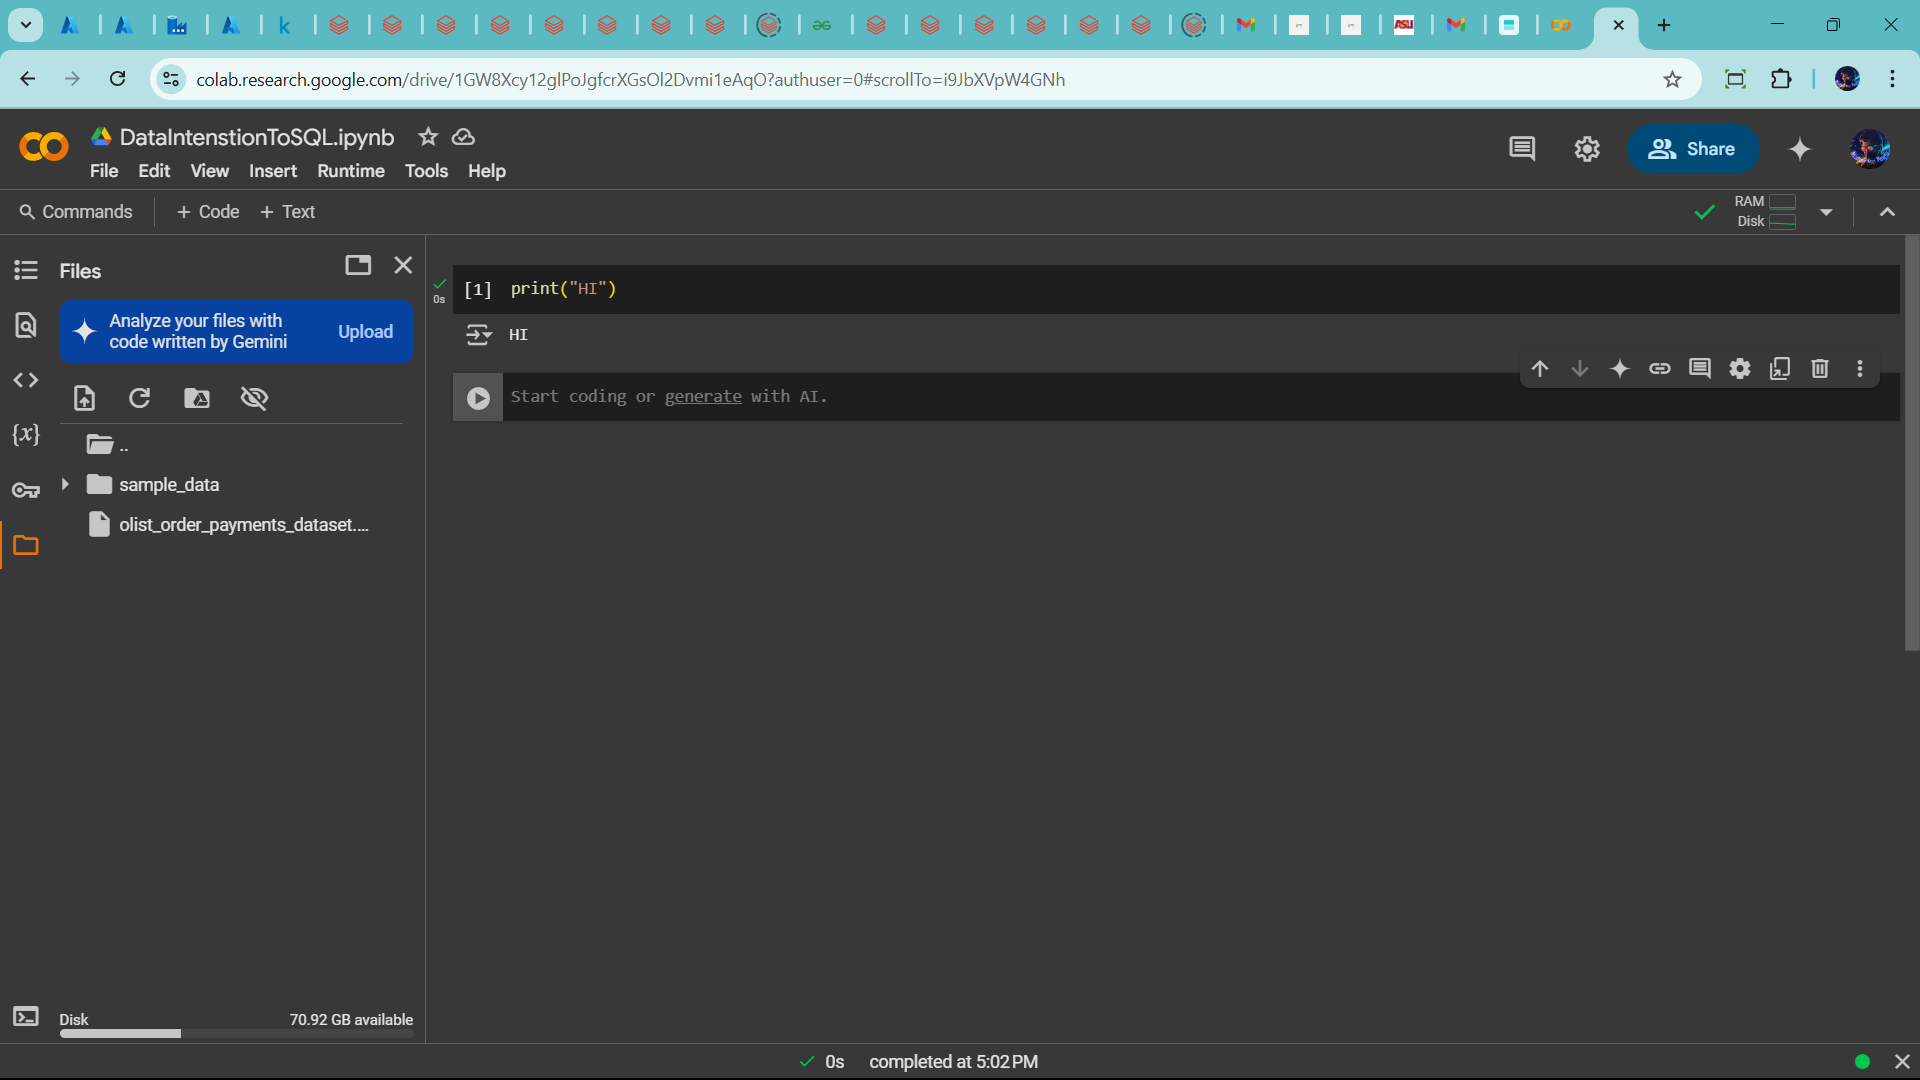 colab.research.google.com/drive/1GW8Xcy12glPoJgfcrXGsOl2Dvmi1eAqO?authuser=0#scrollTo=i9JbXVpW4GNh
DataIntenstionToSQL.ipynb
File Edit View Insert Runtime Tools Help
Share
Commands + Code + Text
RAM
Disk
Files
Analyze your files with
code written by Gemini
Upload
..
sample_data
olist_order_payments_dataset....
Disk 70.92 GB available
0s
[1] print("HI")
HI
Start coding or generate with AI.
0s completed at 5:02 PM